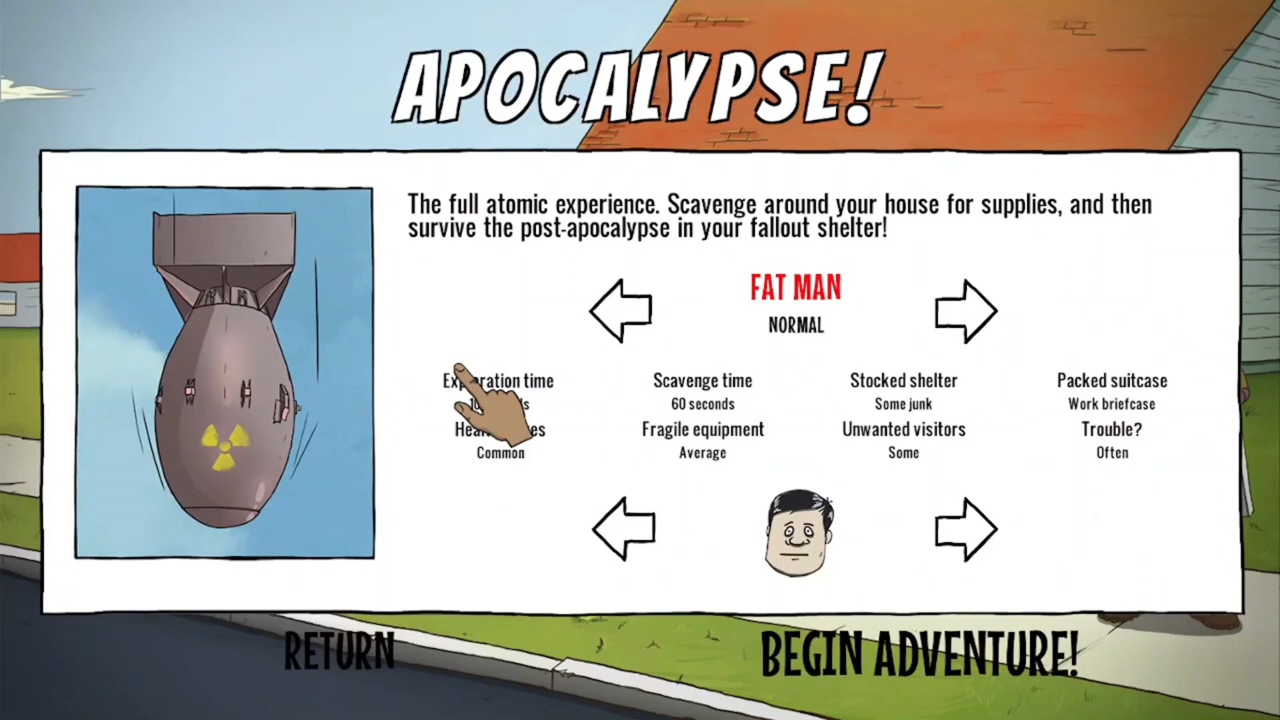 APOCALYPSE!
The full atomic experience. Scavenge around your house for supplies, and then
survive the post-apocalypse in your fallout shelter!
FAT MAN
NORMAL
time Scavenge time Stocked shelter Packed suitcase
60 seconds Some junk Work briefcase
Fragile equipment Unwanted visitors Trouble?
Common Average Some Often
RETURN BEGIN ADVENTURE!